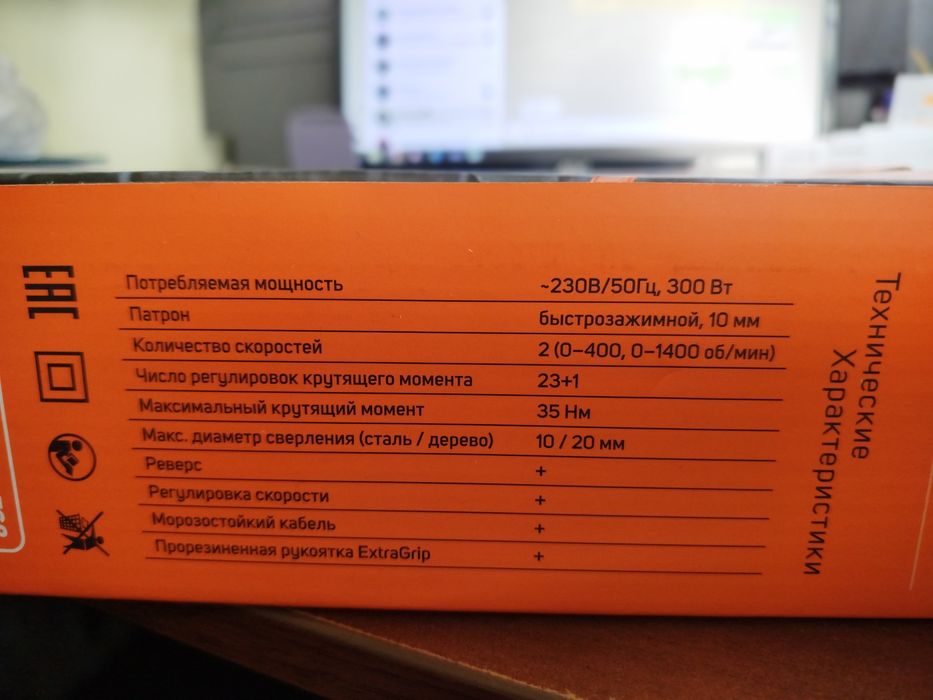 Технические
Характеристики
EAC
Потребляемая мощность ~230В/50Гц, 300 Вт
Патрон быстрозажимной, 10 мм
Количество скоростей 2 (0–400, 0–1400 об/мин)
Число регулировок крутящего момента 23+1
Максимальный крутящий момент 35 Нм
Макс. диаметр сверления (сталь / дерево) 10 / 20 мм
Реверс +
Регулировка скорости +
Морозостойкий кабель +
Прорезиненная рукоятка ExtraGrip +